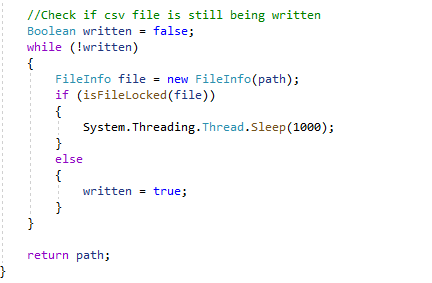 //Check if csv file is still being written
Boolean written = false;
while (!written)
{
FileInfo file = new FileInfo(path);
if (isFileLocked(file))
{
System.Threading.Thread.Sleep(1000);
}
else
{
written = true;
}
}
return path;
}